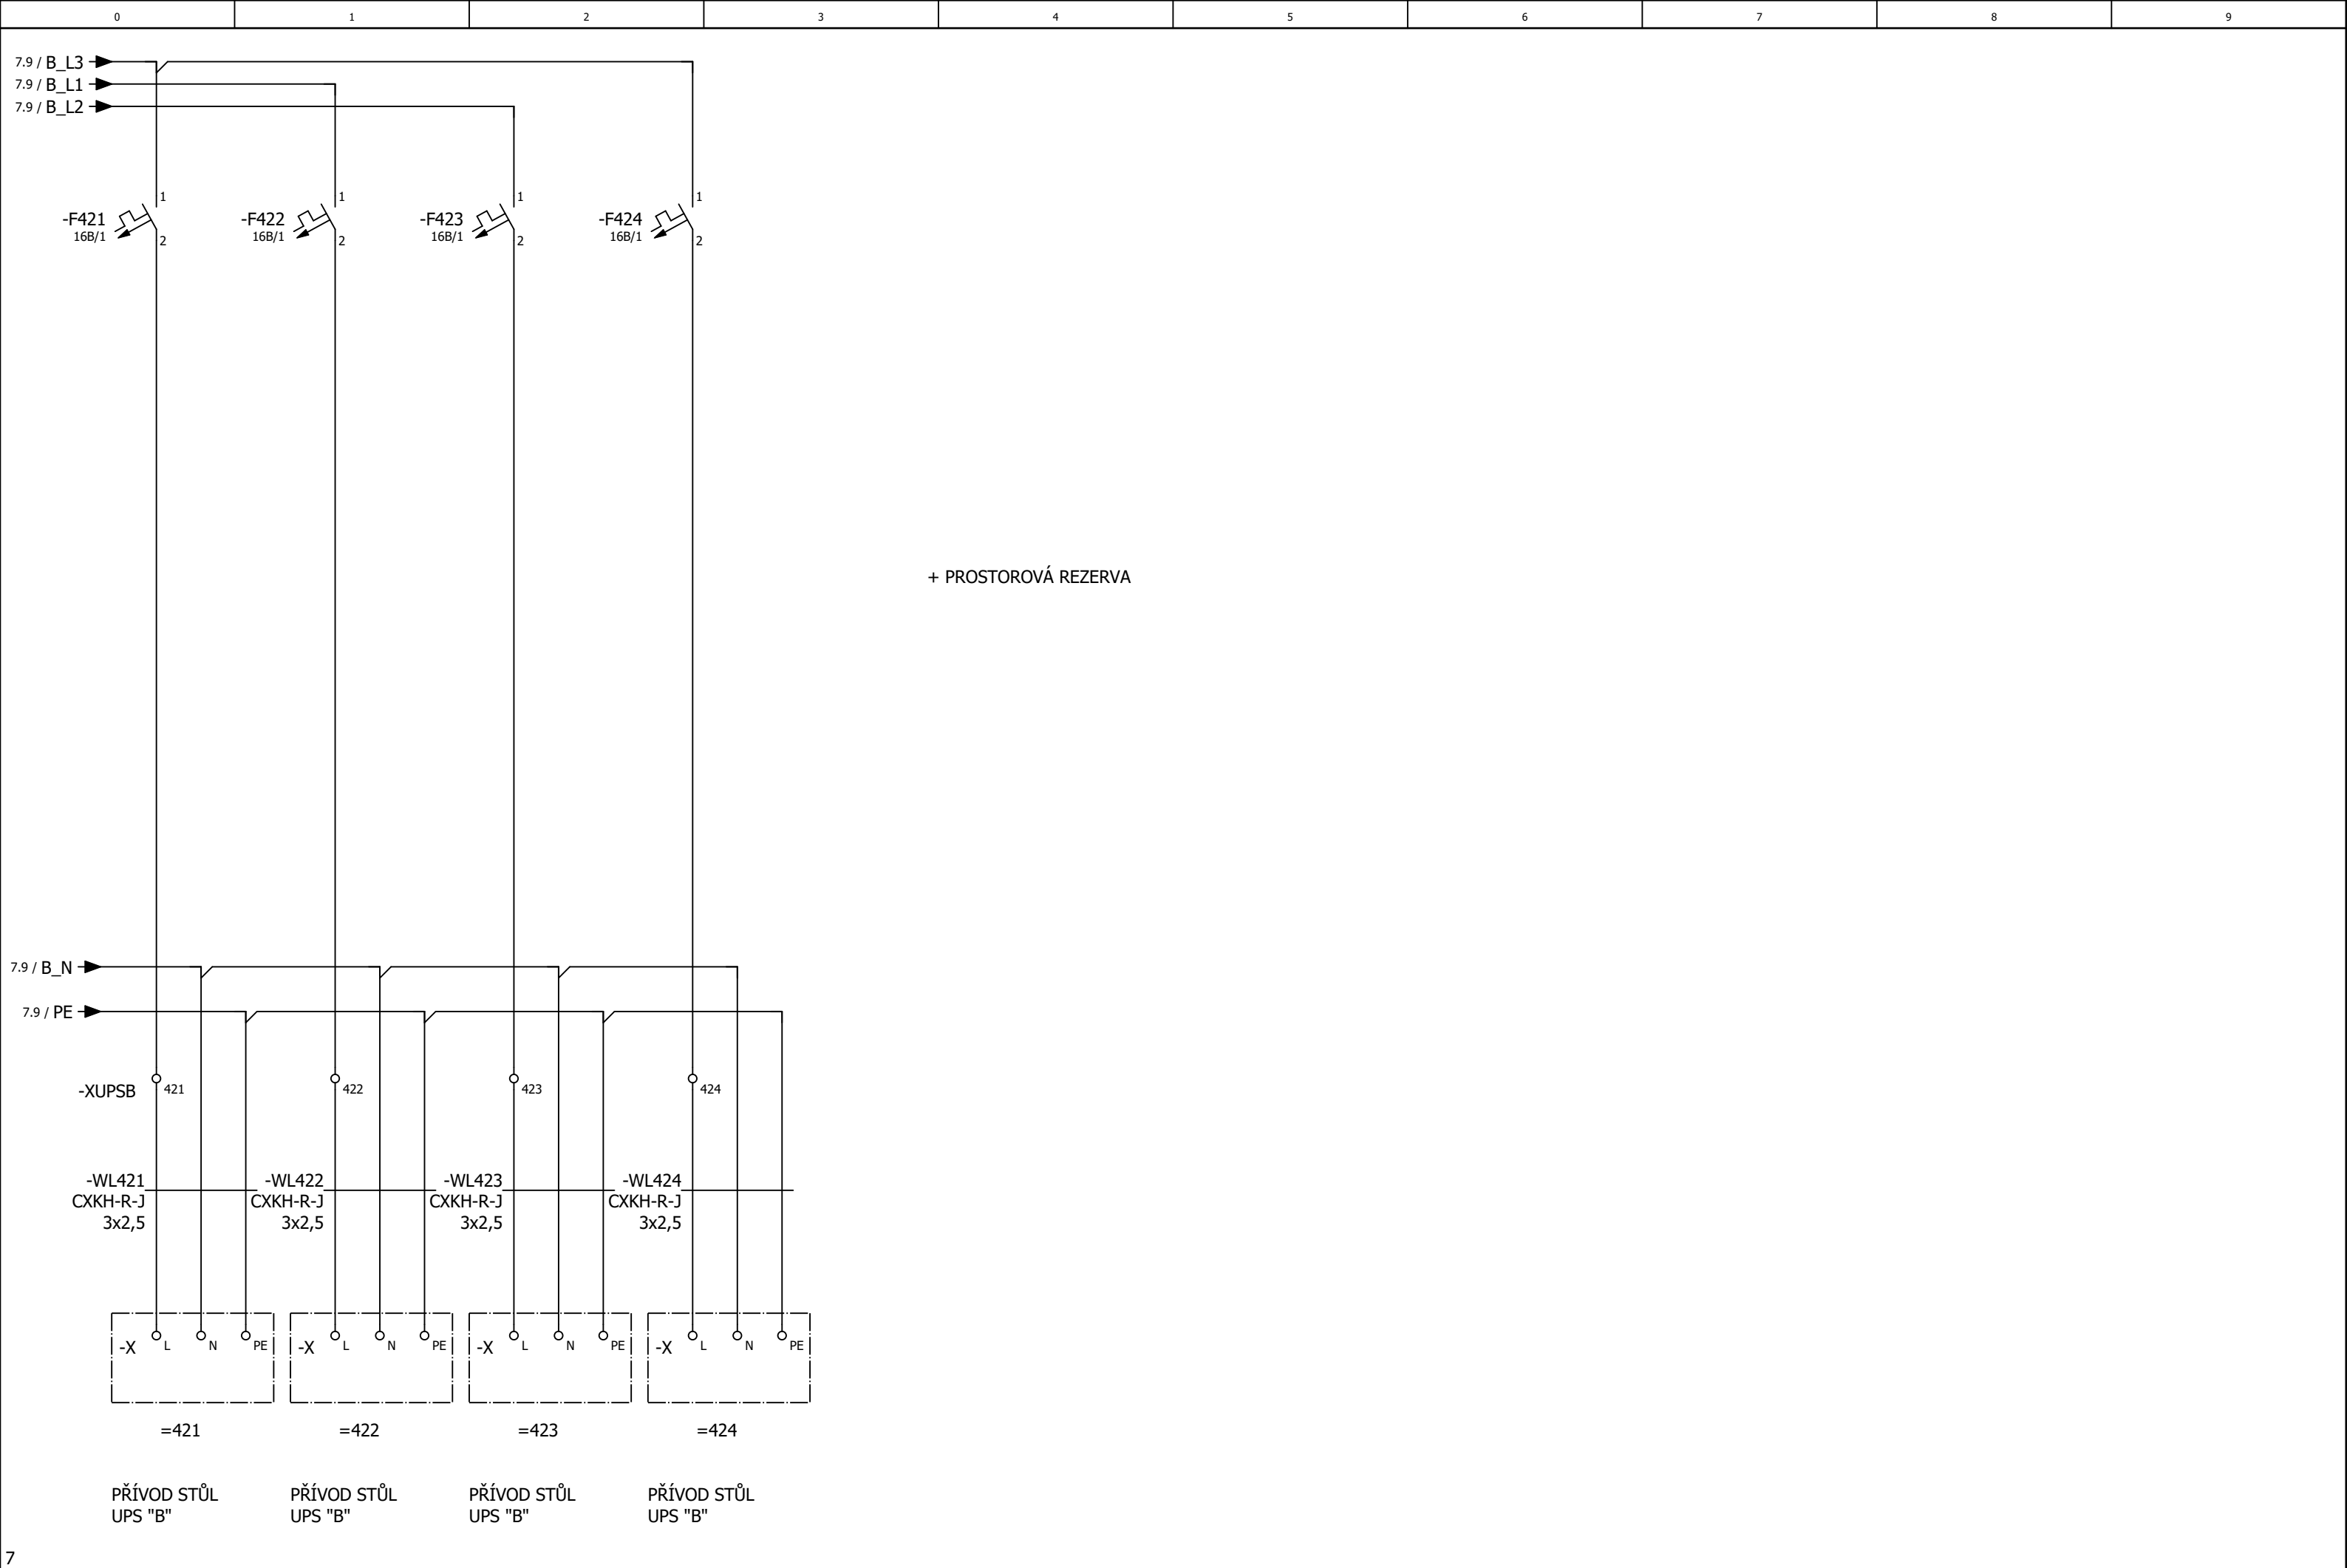 0 1 2 3 4 5 6 7 8 9
7.9 / B_L3
7.9 / B_L1
7.9 / B_L2
1 1 1 1
-F421 -F422 -F423 -F424
16B/1 16B/1 16B/1 16B/1
2 2 2 2
+ PROSTOROVÁ REZERVA
7.9 / B_N
7.9 / PE
-XUPSB 421 422 423 424
-WL421 -WL422 -WL423 -WL424
CXKH-R-J CXKH-R-J CXKH-R-J CXKH-R-J
3x2,5 3x2,5 3x2,5 3x2,5
-X L N PE -X L N PE -X L N PE -X L N PE
=421 =422 =423 =424
PŘÍVOD STŮL PŘÍVOD STŮL PŘÍVOD STŮL PŘÍVOD STŮL
UPS "B" UPS "B" UPS "B" UPS "B"
7